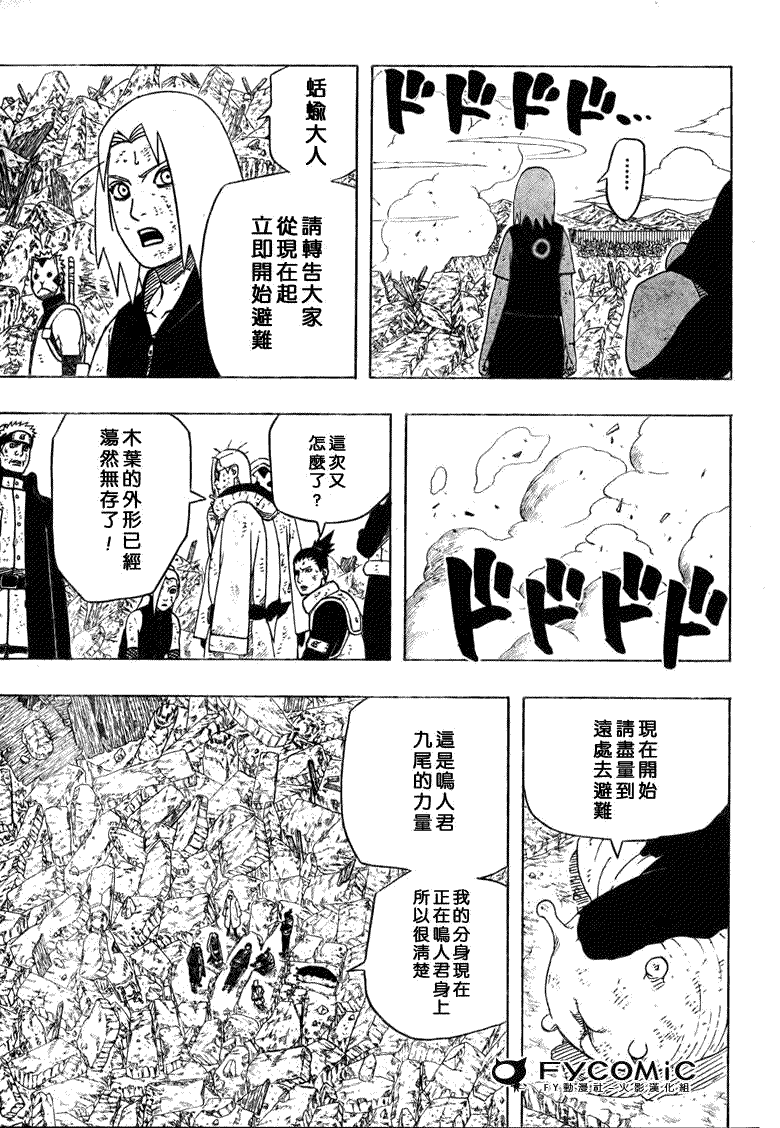 ドドドド…
……
蛞蝓大人
請轉告大家
從現在起
立即開始避難
ドドドド
這次又
怎麼了？
木葉的外形已經
蕩然無存了！
現在開始
請盡量到
遠處去避難
這是鳴人君
九尾的力量
我的分身現在
正在鳴人君身上
所以很清楚
FYCOMiC
FY動漫社－火影漢化組